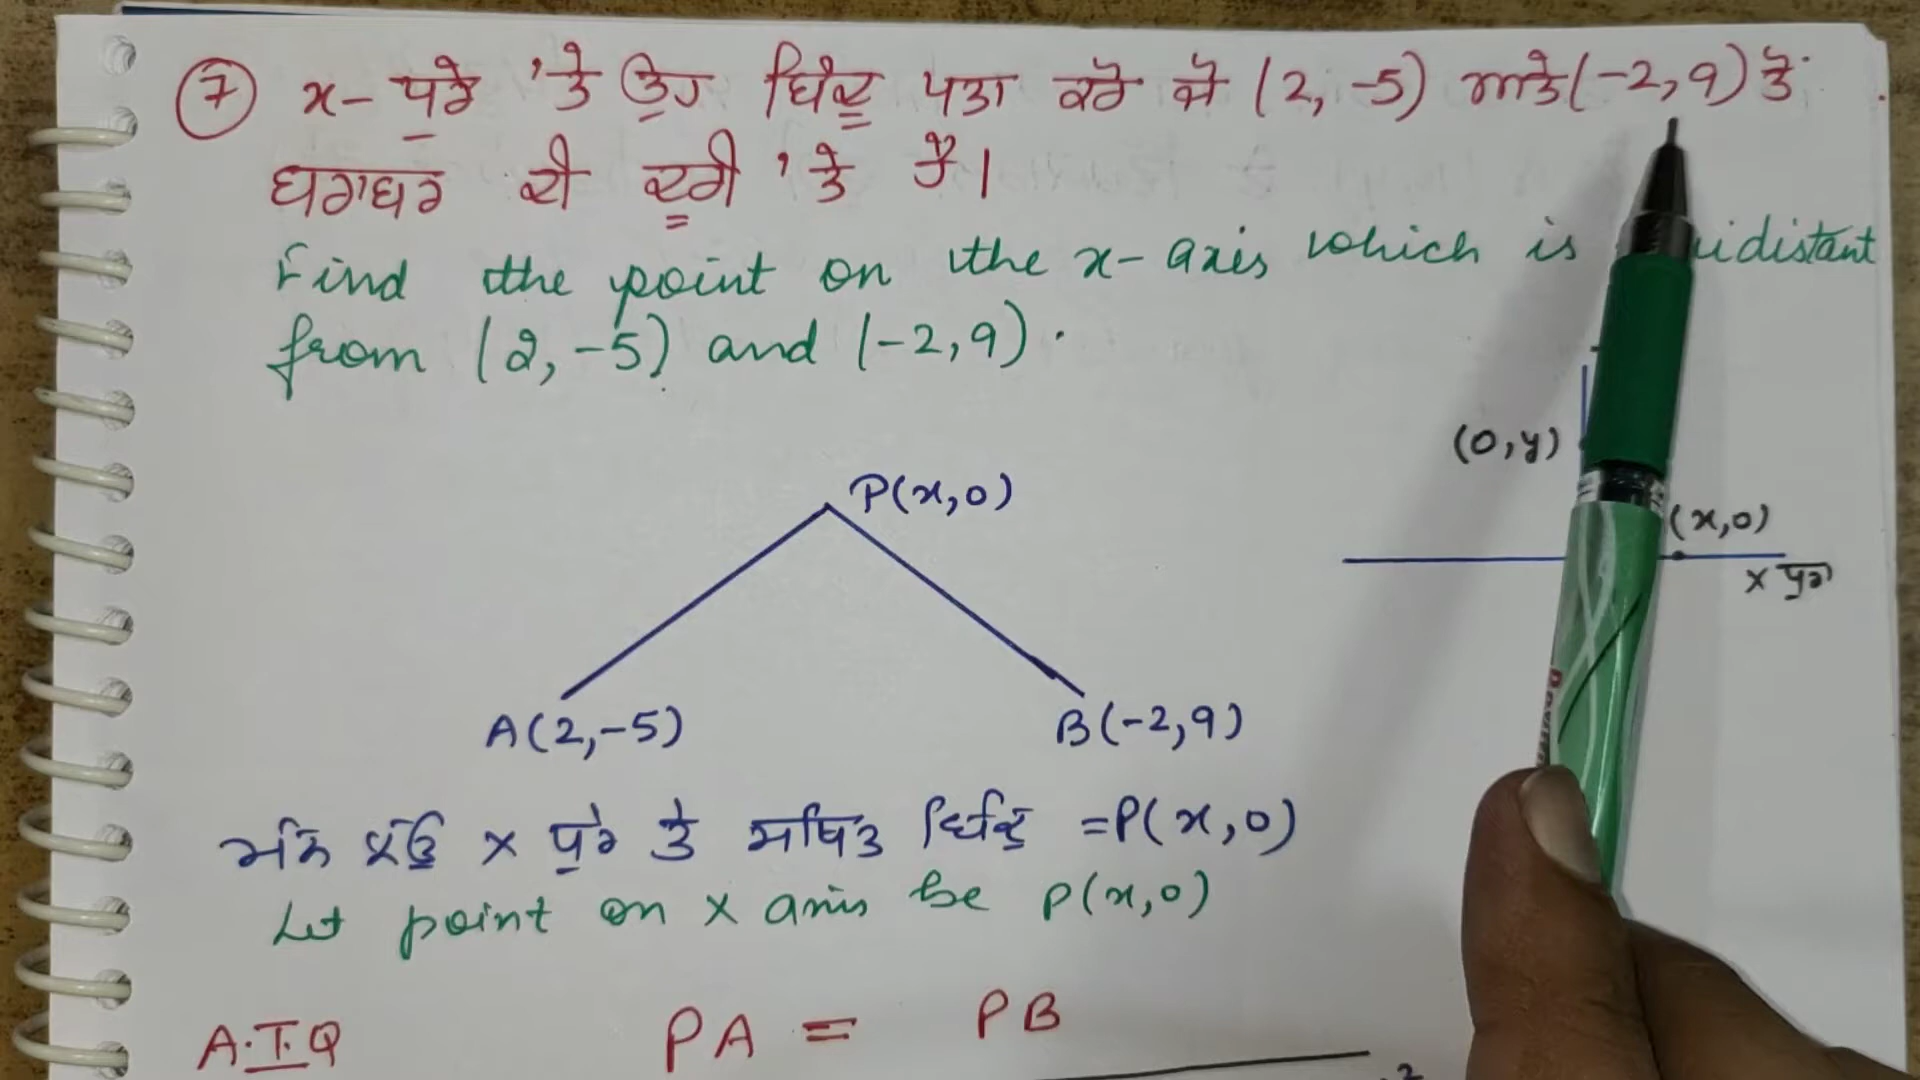 7 x- ਧੁਰੇ 'ਤੇ ਉਹ ਬਿੰਦੂ ਪਤਾ ਕਰੋ ਜੋ (2, -5) ਅਤੇ (-2, 9) ਤੋਂ
ਬਰਾਬਰ ਦੀ ਦੂਰੀ 'ਤੇ ਹੈ।
Find the point on the x-axis which is
from (2, -5) and (-2, 9).
(0, y)
P(x, 0)
(x, 0)
x ਧੁਰਾ
A(2, -5)
B(-2, 9)
ਮੰਨ ਲਉ x ਧੁਰੇ ਤੇ ਸਥਿਤ ਬਿੰਦੂ = P(x, 0)
Let point on x axis be P(x, 0)
A.T.Q PA = PB
2